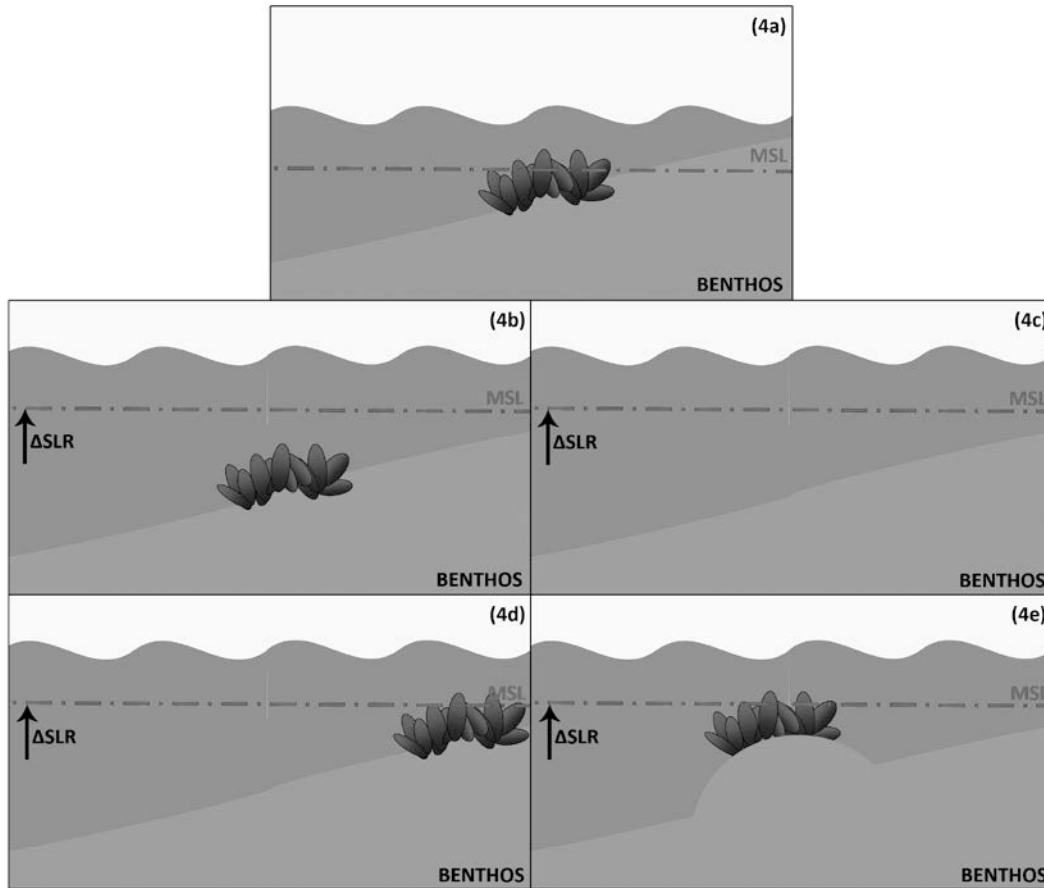 (4a)
MSL
BENTHOS
(4b)
MSL
ΔSLR
BENTHOS
(4c)
MSL
ΔSLR
BENTHOS
(4d)
MSL
ΔSLR
BENTHOS
(4e)
MSL
ΔSLR
BENTHOS